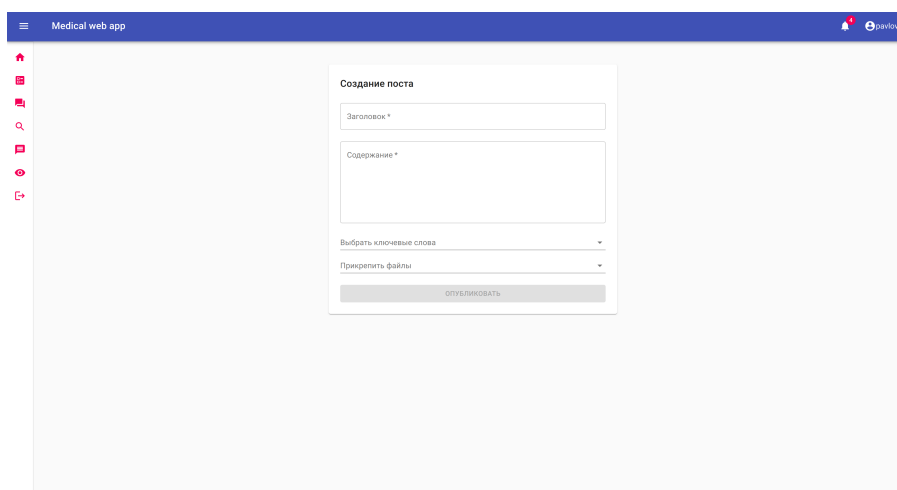 Medical web app
4
pavlov
Создание поста
Заголовок *
Содержание *
Выбрать ключевые слова
Прикрепить файлы
ОПУБЛИКОВАТЬ